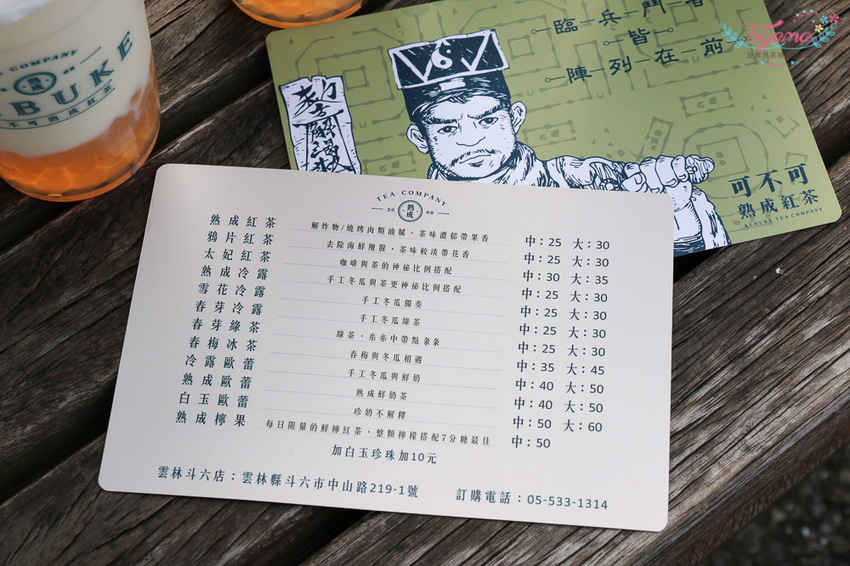 TEA COMPANY
熟成
2008
BUKE
不可熟成紅茶
臨兵鬥者
皆
陣列在前
可不可
熟成紅茶
KEBUKE TEA COMPANY
TEA COMPANY
20 熟成 08
熟成紅茶 解炸物/燒烤肉類油膩,茶味濃郁帶果香 中:25 大:30
鴉片紅茶 去除海鮮羶腥,茶味較淡帶花香 中:25 大:30
太妃紅茶 咖啡與茶的神祕比例搭配 中:30 大:35
熟成冷露 手工冬瓜與茶更神祕比例搭配 中:25 大:30
雪花冷露 手工冬瓜獨奏 中:25 大:30
春芽冷露 手工冬瓜綠茶 中:25 大:30
春芽綠茶 綠茶,糸糸中帶點彔彔 中:25 大:30
春梅冰茶 春梅與冬瓜相遇 中:35 大:45
冷露歐蕾 手工冬瓜與鮮奶 中:40 大:50
熟成歐蕾 熟成鮮奶茶 中:40 大:50
白玉歐蕾 珍奶不解釋 中:50 大:60
熟成檸果 每日限量的鮮檸紅茶,整顆檸檬搭配7分糖最佳 中:50
加白玉珍珠加10元
雲林斗六店:雲林縣斗六市中山路219-1號 訂購電話:05-533-1314